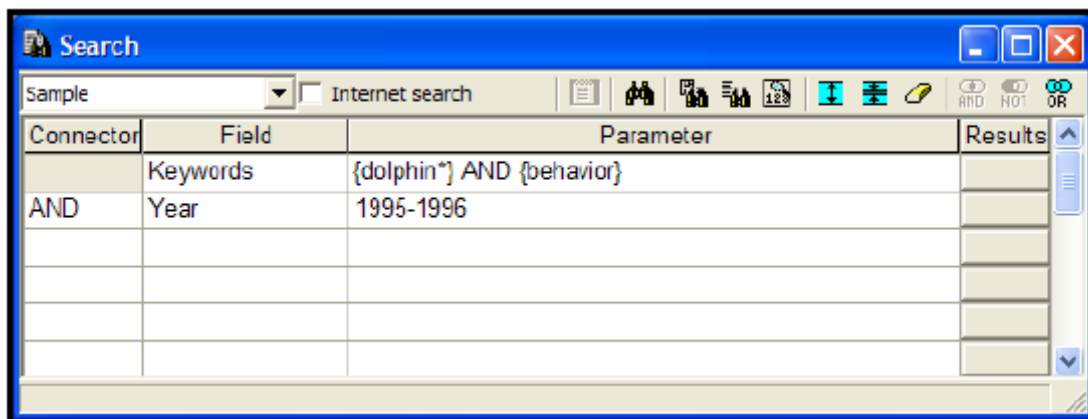 Search
Sample Internet search AND NOT OR
Connector Field Parameter Results
Keywords {dolphin*} AND {behavior}
AND Year 1995-1996